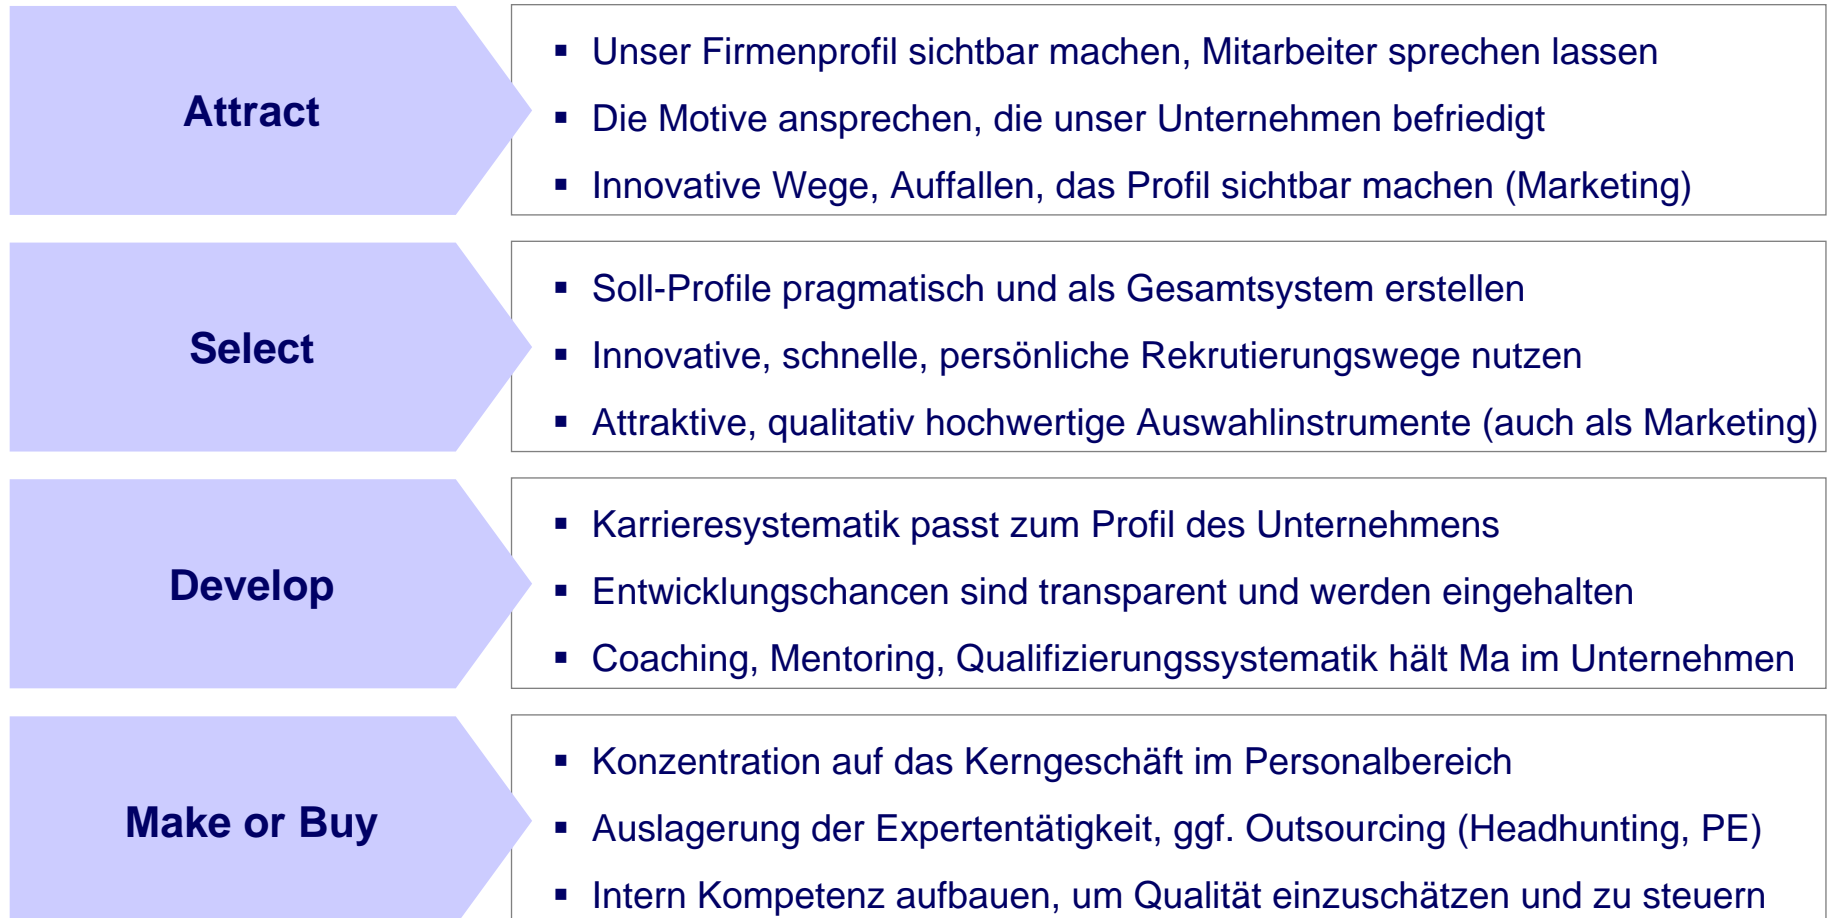 Attract
▪ Unser Firmenprofil sichtbar machen, Mitarbeiter sprechen lassen
▪ Die Motive ansprechen, die unser Unternehmen befriedigt
▪ Innovative Wege, Auffallen, das Profil sichtbar machen (Marketing)
Select
▪ Soll-Profile pragmatisch und als Gesamtsystem erstellen
▪ Innovative, schnelle, persönliche Rekrutierungswege nutzen
▪ Attraktive, qualitativ hochwertige Auswahlinstrumente (auch als Marketing)
Develop
▪ Karrieresystematik passt zum Profil des Unternehmens
▪ Entwicklungschancen sind transparent und werden eingehalten
▪ Coaching, Mentoring, Qualifizierungssystematik hält Ma im Unternehmen
Make or Buy
▪ Konzentration auf das Kerngeschäft im Personalbereich
▪ Auslagerung der Expertentätigkeit, ggf. Outsourcing (Headhunting, PE)
▪ Intern Kompetenz aufbauen, um Qualität einzuschätzen und zu steuern